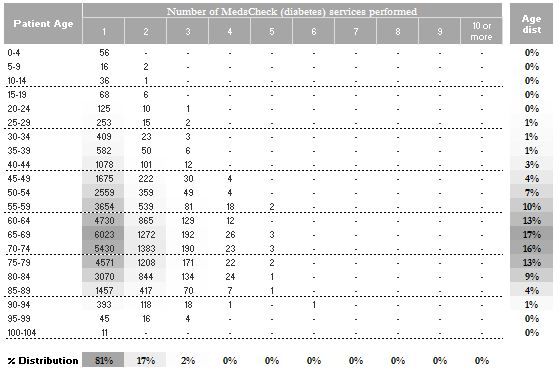 Patient Age Number of MedsCheck (diabetes) services performed Age dist
1 2 3 4 5 6 7 8 9 10 or more
0-4 56 - - - - - - - - - 0%
5-9 16 2 - - - - - - - - 0%
10-14 36 1 - - - - - - - - 0%
15-19 68 6 - - - - - - - - 0%
20-24 125 10 1 - - - - - - - 0%
25-29 253 15 2 - - - - - - - 1%
30-34 409 23 3 - - - - - - - 1%
35-39 582 50 6 - - - - - - - 1%
40-44 1078 101 12 - - - - - - - 3%
45-49 1675 222 30 4 - - - - - - 4%
50-54 2559 359 49 4 - - - - - - 7%
55-59 3654 539 81 18 2 - - - - - 10%
60-64 4730 865 129 12 - - - - - - 13%
65-69 6023 1272 192 26 3 - - - - - 17%
70-74 5430 1383 190 23 3 - - - - - 16%
75-79 4571 1208 171 22 2 - - - - - 13%
80-84 3070 844 134 24 1 - - - - - 9%
85-89 1457 417 70 7 1 - - - - - 4%
90-94 393 118 18 1 - 1 - - - - 1%
95-99 45 16 4 - - - - - - - 0%
100-104 11 - - - - - - - - - 0%
% Distribution 81% 17% 2% 0% 0% 0% 0% 0% 0% 0%